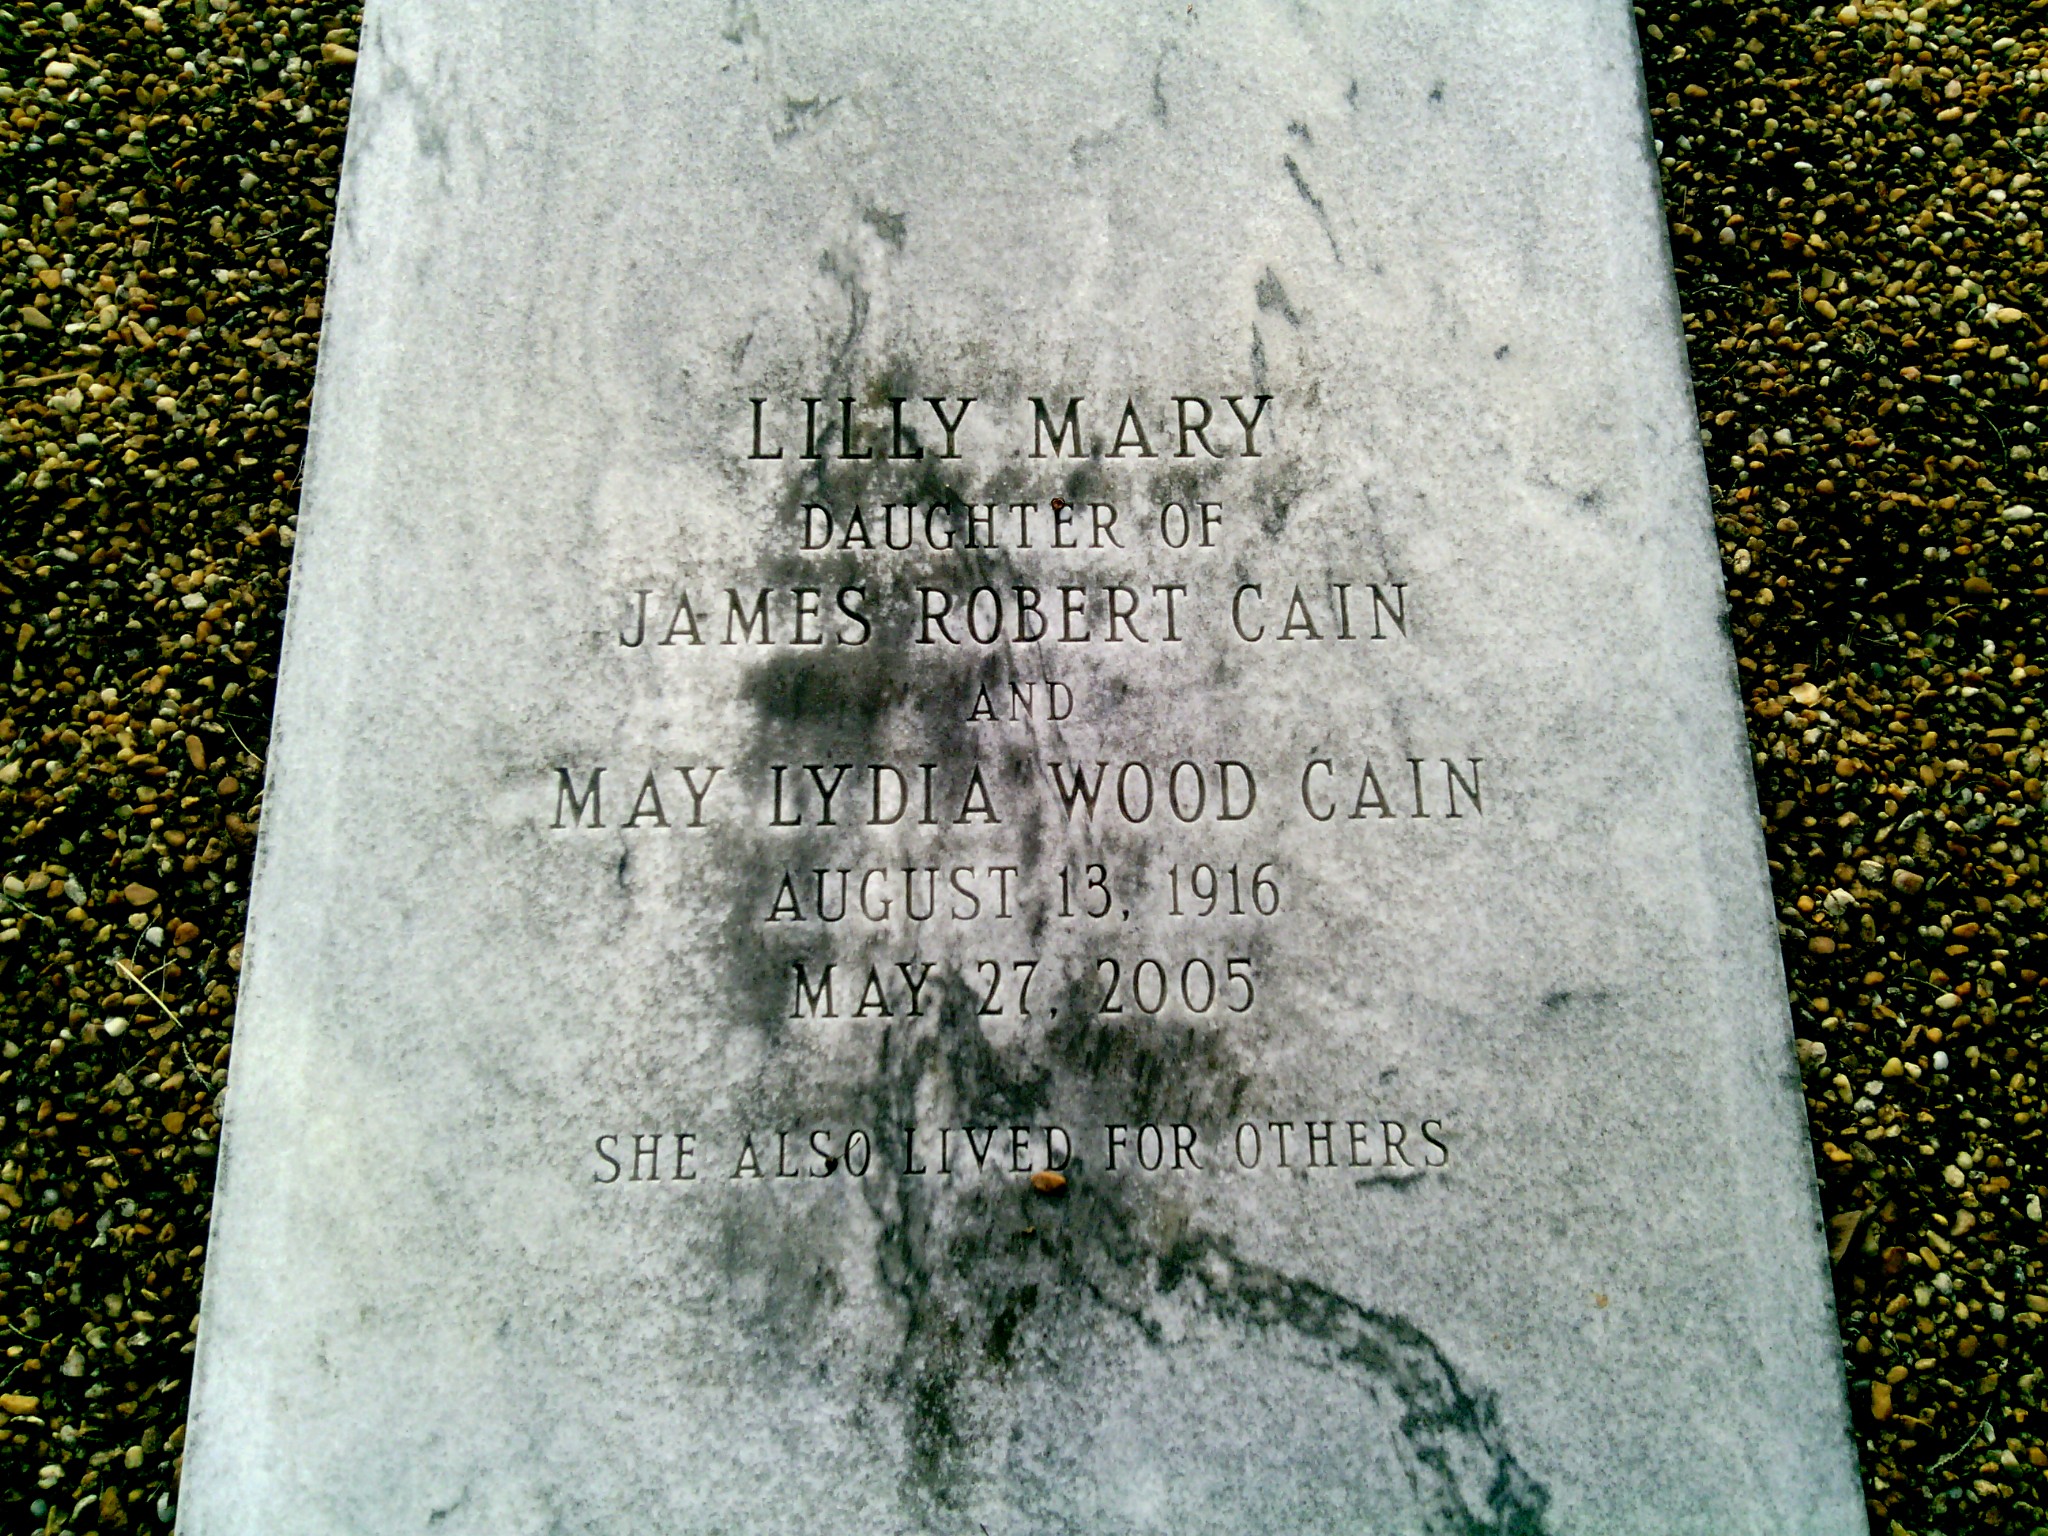 LILLY MARY
DAUGHTER OF
JAMES ROBERT CAIN
AND
MAY LYDIA WOOD CAIN
AUGUST 13, 1916
MAY 27, 2005
SHE ALSO LIVED FOR OTHERS